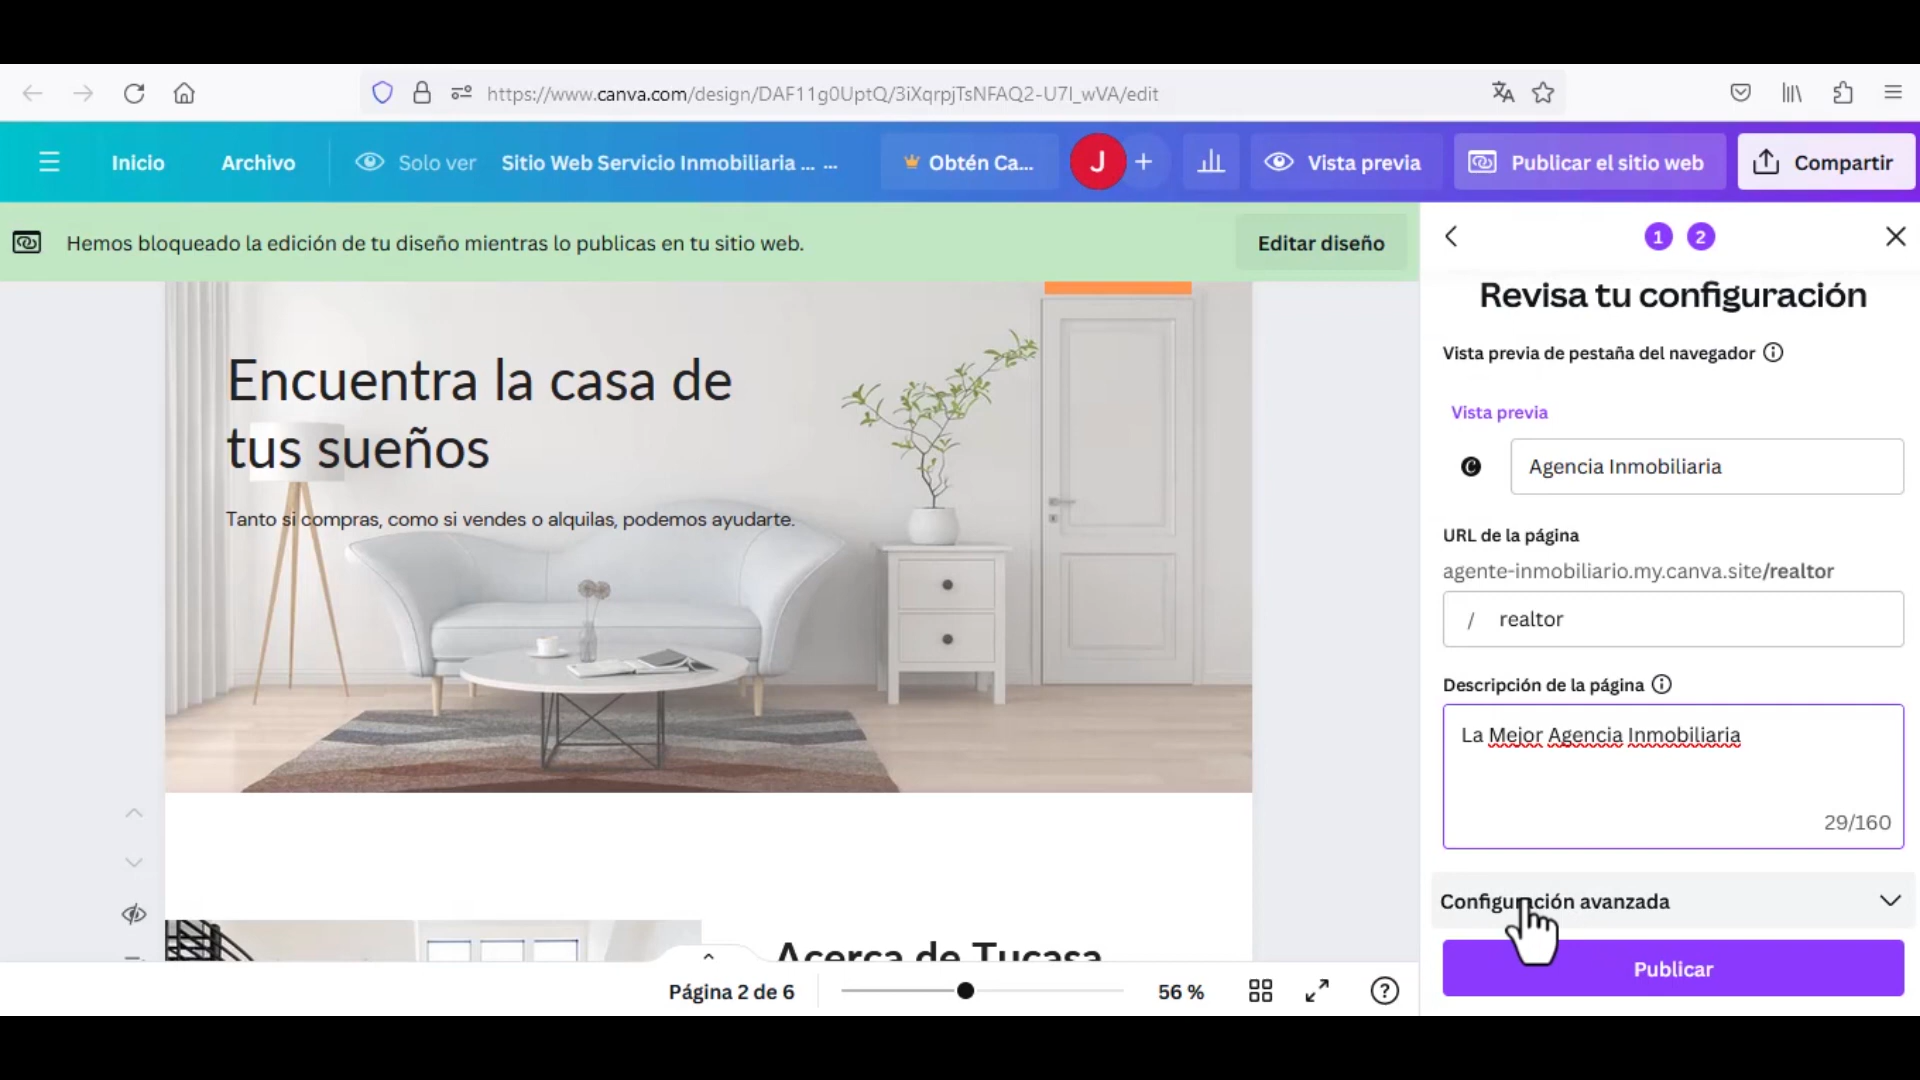 https://www.canva.com/design/DAF11g0UptQ/3iXqrpjTsNFAQ2-U7l_wVA/edit
Inicio
Archivo
Solo ver
Sitio Web Servicio Inmobiliaria ... ...
Obtén Ca...
J
+
Vista previa
Publicar el sitio web
Compartir
Hemos bloqueado la edición de tu diseño mientras lo publicas en tu sitio web.
Editar diseño
1 2
Revisa tu configuración
Vista previa de pestaña del navegador
Vista previa
Agencia Inmobiliaria
URL de la página
agente-inmobiliario.my.canva.site/realtor
/ realtor
Descripción de la página
La Mejor Agencia Inmobiliaria
29/160
Configuración avanzada
Publicar
Encuentra la casa de
tus sueños
Tanto si compras, como si vendes o alquilas, podemos ayudarte.
Acerca de Tucasa
Página 2 de 6
56 %